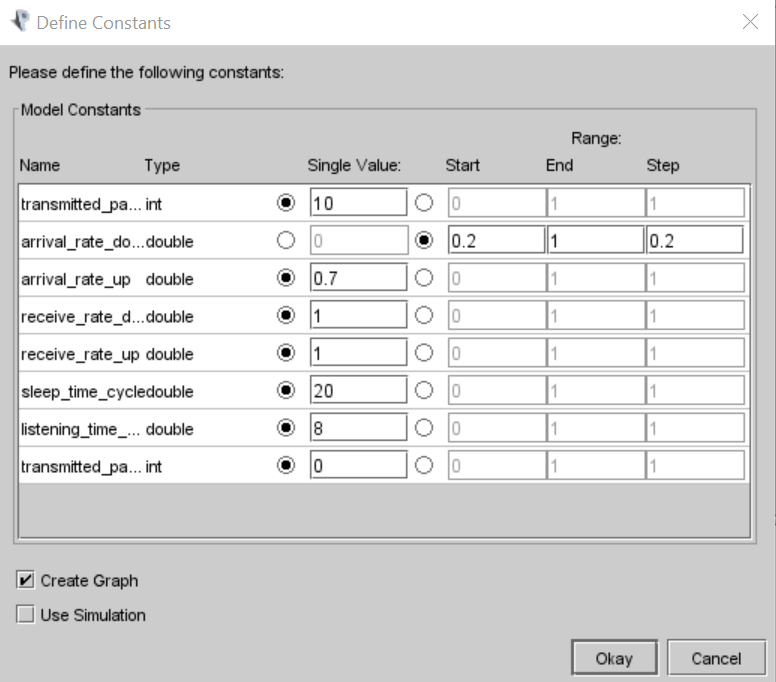 Define Constants
Please define the following constants:
Model Constants
Range:
Name Type Single Value: Start End Step
transmitted_pa... int 10 0 1 1
arrival_rate_do... double 0 0.2 1 0.2
arrival_rate_up double 0.7 0 1 1
receive_rate_d... double 1 0 1 1
receive_rate_up double 1 0 1 1
sleep_time_cycle double 20 0 1 1
listening_time_... double 8 0 1 1
transmitted_pa... int 0 0 1 1
Create Graph
Use Simulation
Okay Cancel